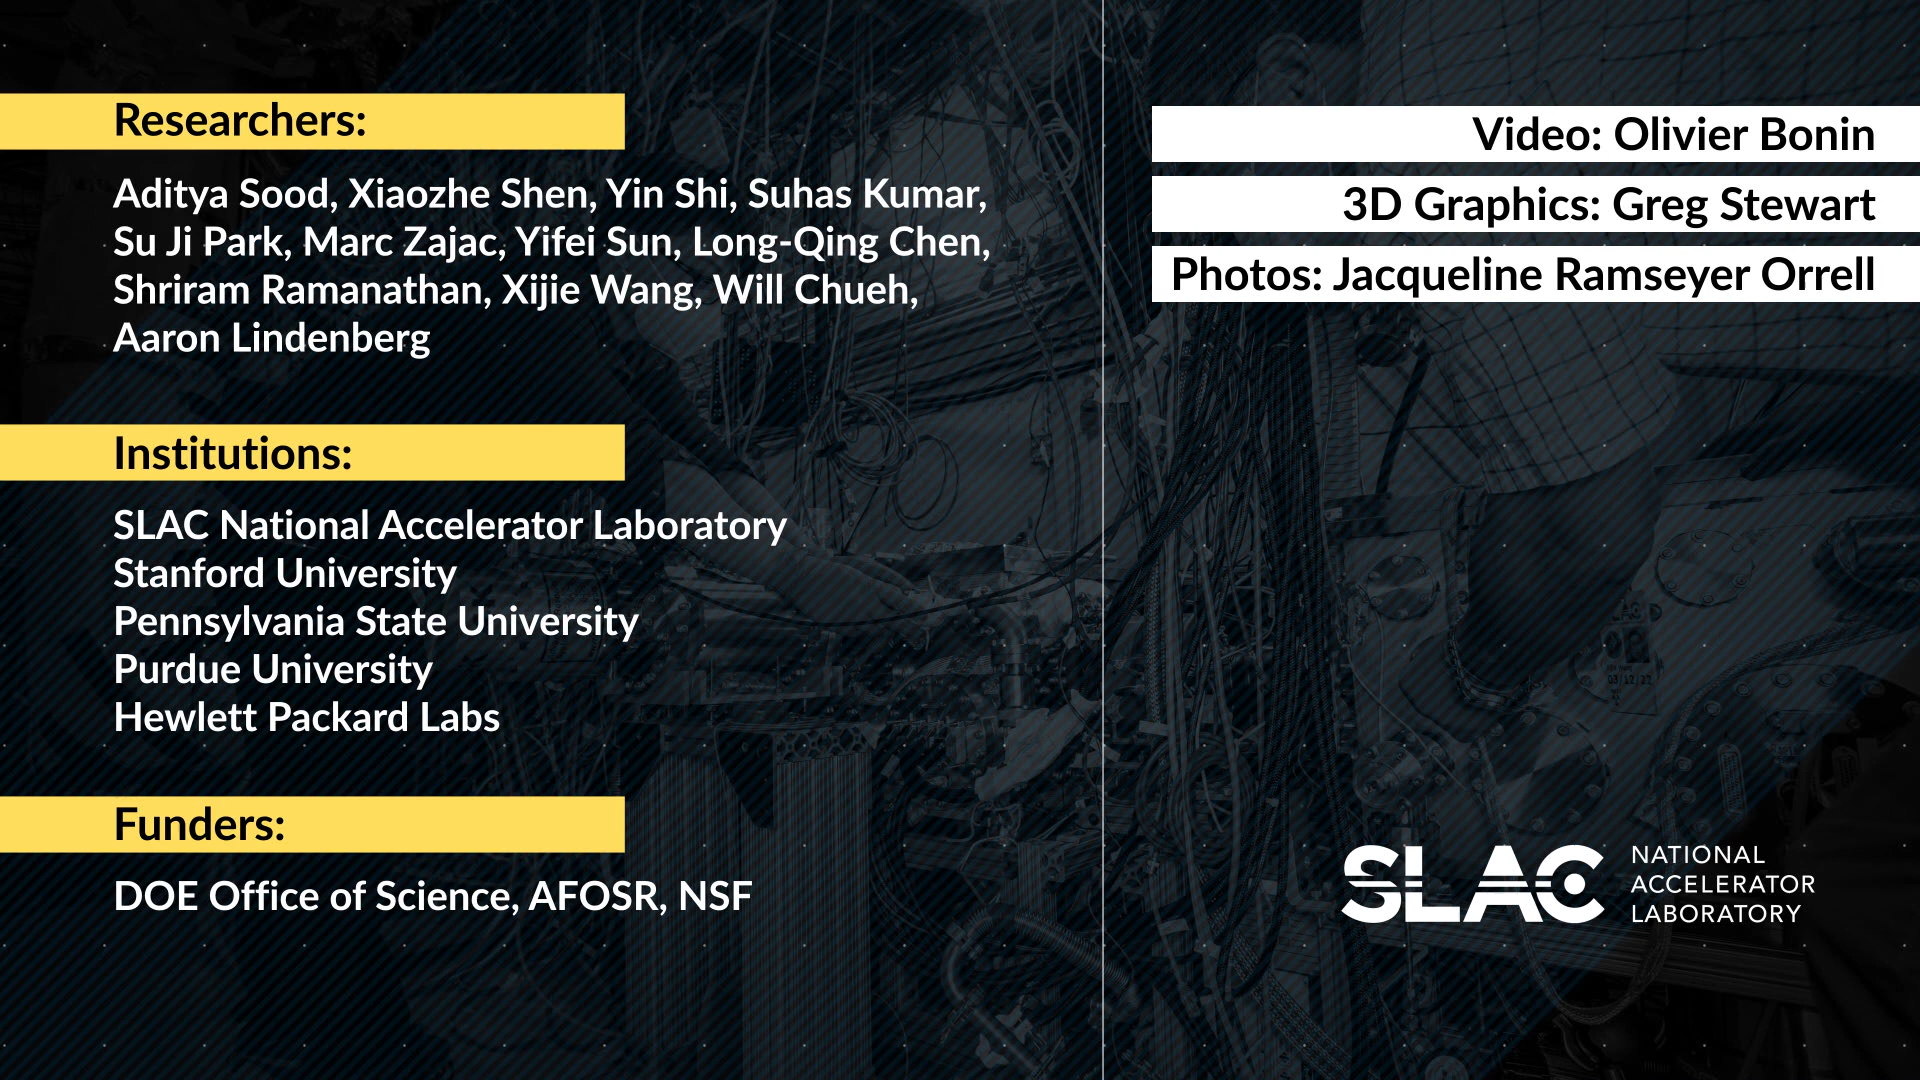 Researchers:
Aditya Sood, Xiaozhe Shen, Yin Shi, Suhas Kumar,
Su Ji Park, Marc Zajac, Yifei Sun, Long-Qing Chen,
Shriram Ramanathan, Xijie Wang, Will Chueh,
Aaron Lindenberg
Institutions:
SLAC National Accelerator Laboratory
Stanford University
Pennsylvania State University
Purdue University
Hewlett Packard Labs
Funders:
DOE Office of Science, AFOSR, NSF
Video: Olivier Bonin
3D Graphics: Greg Stewart
Photos: Jacqueline Ramseyer Orrell
SLAC
NATIONAL
ACCELERATOR
LABORATORY